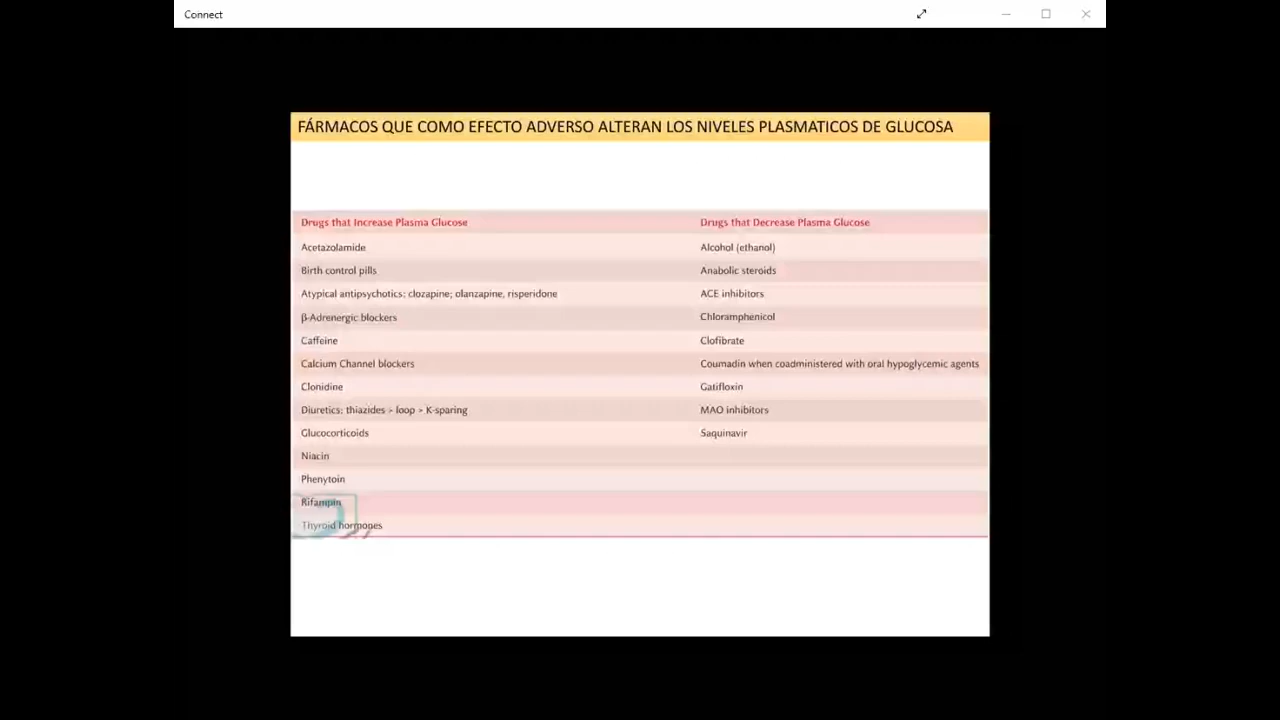 Connect
FÁRMACOS QUE COMO EFECTO ADVERSO ALTERAN LOS NIVELES PLASMATICOS DE GLUCOSA
Drugs that Increase Plasma Glucose Drugs that Decrease Plasma Glucose
Acetazolamide Alcohol (ethanol)
Birth control pills Anabolic steroids
Atypical antipsychotics; clozapine; olanzapine, risperidone ACE inhibitors
β-Adrenergic blockers Chloramphenicol
Caffeine Clofibrate
Calcium Channel blockers Coumadin when coadministered with oral hypoglycemic agents
Clonidine Gatifloxin
Diuretics: thiazides > loop > K-sparing MAO inhibitors
Glucocorticoids Saquinavir
Niacin
Phenytoin
Rifampin
Thyroid hormones